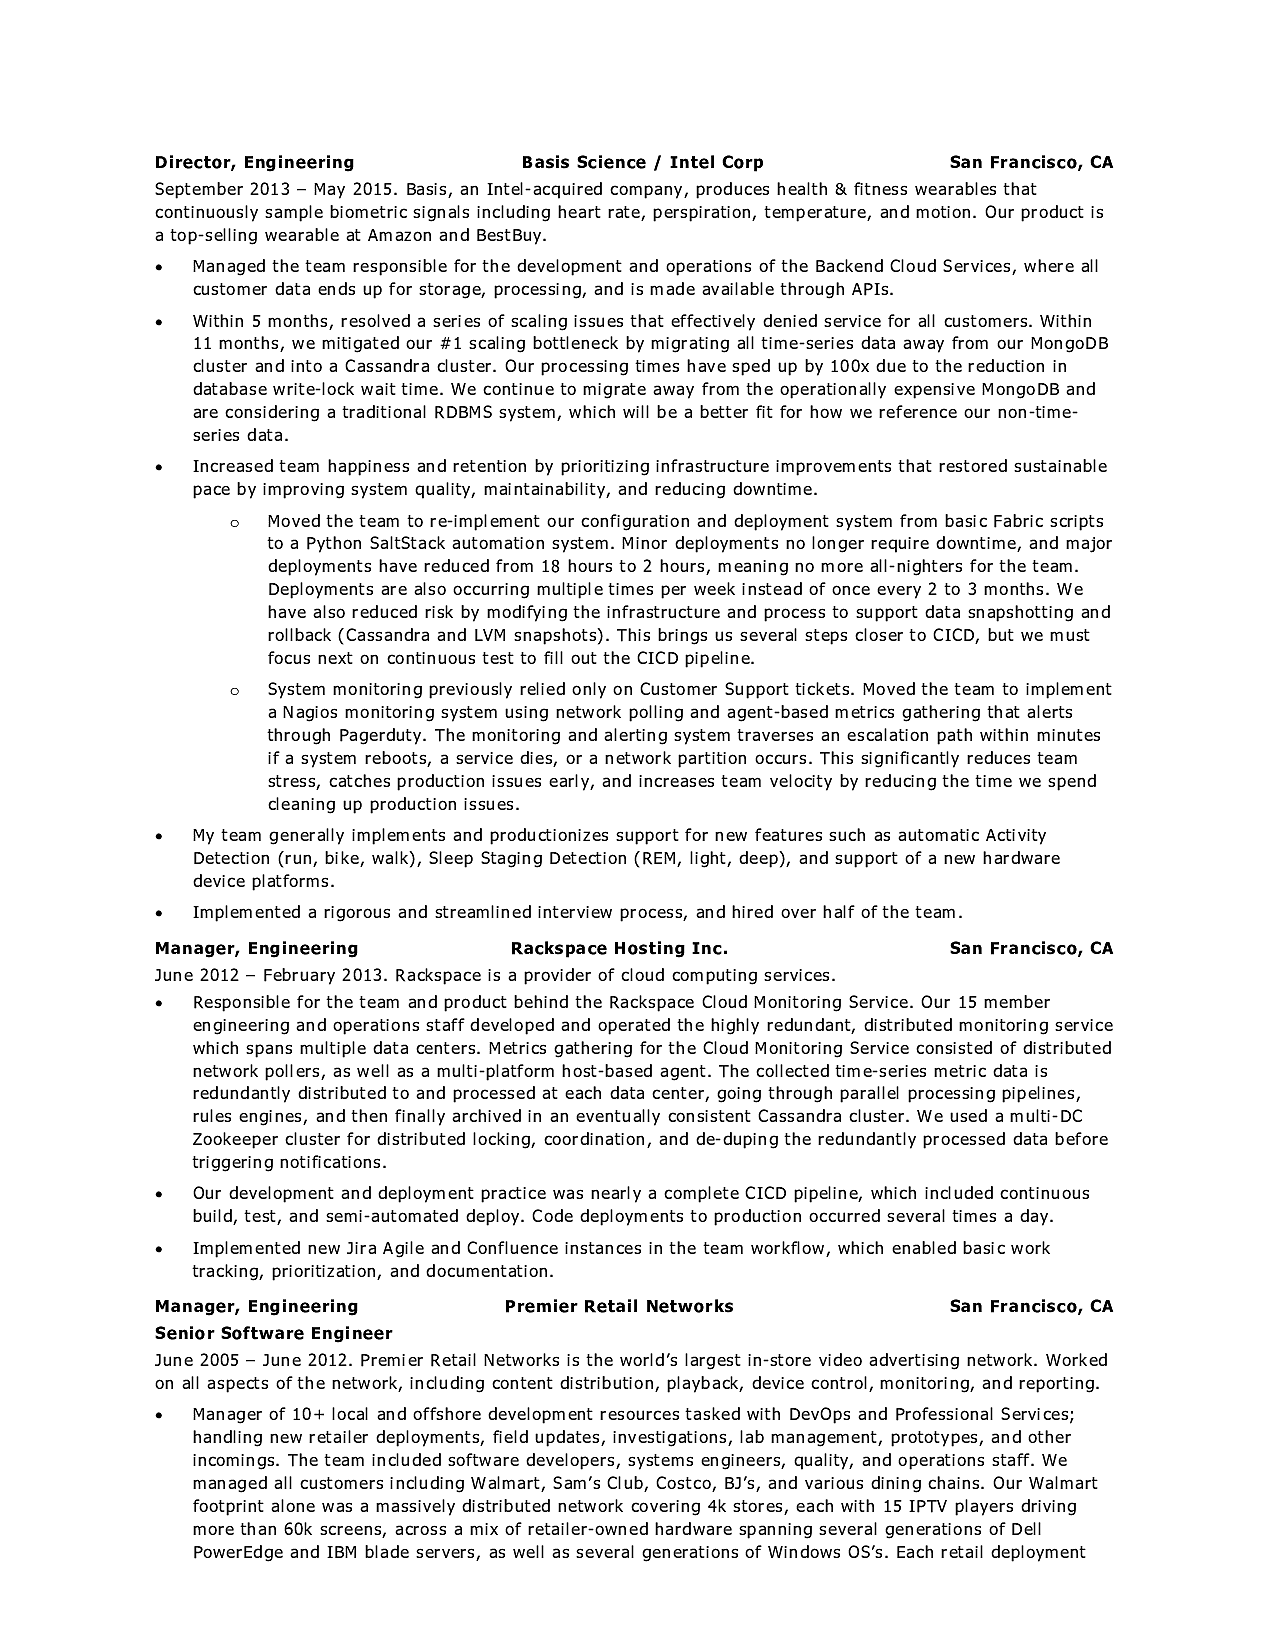 Director, Engineering Basis Science / Intel Corp San Francisco, CA
September 2013 – May 2015. Basis, an Intel-acquired company, produces health & fitness wearables that
continuously sample biometric signals including heart rate, perspiration, temperature, and motion. Our product is
a top-selling wearable at Amazon and BestBuy.
• Managed the team responsible for the development and operations of the Backend Cloud Services, where all
customer data ends up for storage, processing, and is made available through APIs.
• Within 5 months, resolved a series of scaling issues that effectively denied service for all customers. Within
11 months, we mitigated our #1 scaling bottleneck by migrating all time-series data away from our MongoDB
cluster and into a Cassandra cluster. Our processing times have sped up by 100x due to the reduction in
database write-lock wait time. We continue to migrate away from the operationally expensive MongoDB and
are considering a traditional RDBMS system, which will be a better fit for how we reference our non-time-
series data.
• Increased team happiness and retention by prioritizing infrastructure improvements that restored sustainable
pace by improving system quality, maintainability, and reducing downtime.
o Moved the team to re-implement our configuration and deployment system from basic Fabric scripts
to a Python SaltStack automation system. Minor deployments no longer require downtime, and major
deployments have reduced from 18 hours to 2 hours, meaning no more all-nighters for the team.
Deployments are also occurring multiple times per week instead of once every 2 to 3 months. We
have also reduced risk by modifying the infrastructure and process to support data snapshotting and
rollback (Cassandra and LVM snapshots). This brings us several steps closer to CICD, but we must
focus next on continuous test to fill out the CICD pipeline.
o System monitoring previously relied only on Customer Support tickets. Moved the team to implement
a Nagios monitoring system using network polling and agent-based metrics gathering that alerts
through Pagerduty. The monitoring and alerting system traverses an escalation path within minutes
if a system reboots, a service dies, or a network partition occurs. This significantly reduces team
stress, catches production issues early, and increases team velocity by reducing the time we spend
cleaning up production issues.
• My team generally implements and productionizes support for new features such as automatic Activity
Detection (run, bike, walk), Sleep Staging Detection (REM, light, deep), and support of a new hardware
device platforms.
• Implemented a rigorous and streamlined interview process, and hired over half of the team.
Manager, Engineering Rackspace Hosting Inc. San Francisco, CA
June 2012 – February 2013. Rackspace is a provider of cloud computing services.
• Responsible for the team and product behind the Rackspace Cloud Monitoring Service. Our 15 member
engineering and operations staff developed and operated the highly redundant, distributed monitoring service
which spans multiple data centers. Metrics gathering for the Cloud Monitoring Service consisted of distributed
network pollers, as well as a multi-platform host-based agent. The collected time-series metric data is
redundantly distributed to and processed at each data center, going through parallel processing pipelines,
rules engines, and then finally archived in an eventually consistent Cassandra cluster. We used a multi-DC
Zookeeper cluster for distributed locking, coordination, and de-duping the redundantly processed data before
triggering notifications.
• Our development and deployment practice was nearly a complete CICD pipeline, which included continuous
build, test, and semi-automated deploy. Code deployments to production occurred several times a day.
• Implemented new Jira Agile and Confluence instances in the team workflow, which enabled basic work
tracking, prioritization, and documentation.
Manager, Engineering Premier Retail Networks San Francisco, CA
Senior Software Engineer
June 2005 – June 2012. Premier Retail Networks is the world’s largest in-store video advertising network. Worked
on all aspects of the network, including content distribution, playback, device control, monitoring, and reporting.
• Manager of 10+ local and offshore development resources tasked with DevOps and Professional Services;
handling new retailer deployments, field updates, investigations, lab management, prototypes, and other
incomings. The team included software developers, systems engineers, quality, and operations staff. We
managed all customers including Walmart, Sam’s Club, Costco, BJ’s, and various dining chains. Our Walmart
footprint alone was a massively distributed network covering 4k stores, each with 15 IPTV players driving
more than 60k screens, across a mix of retailer-owned hardware spanning several generations of Dell
PowerEdge and IBM blade servers, as well as several generations of Windows OS’s. Each retail deployment